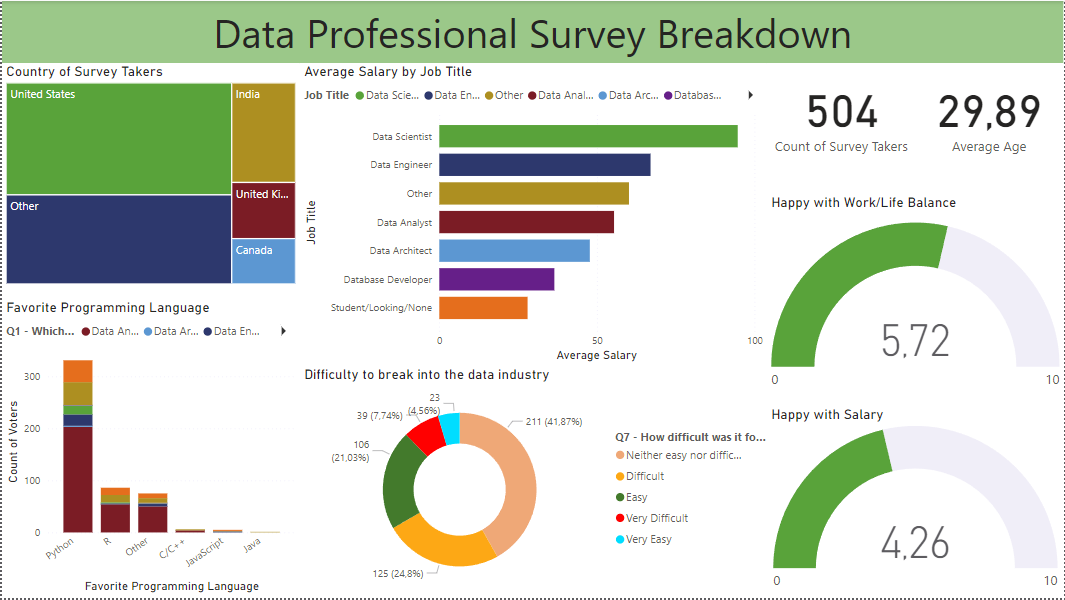 Data Professional Survey Breakdown
Country of Survey Takers
United States
India
Other
United Ki...
Canada
Average Salary by Job Title
Job Title Data Scie... Data En... Other Data Anal... Data Arc... Databas...
Job Title
Data Scientist
Data Engineer
Other
Data Analyst
Data Architect
Database Developer
Student/Looking/None
0 50 100
Average Salary
504
Count of Survey Takers
29,89
Average Age
Happy with Work/Life Balance
5,72
0 10
Favorite Programming Language
Q1 - Which... Data An... Data Ar... Data En...
Count of Voters
300
200
100
0
Python R Other C/C++ JavaScript Java
Favorite Programming Language
Difficulty to break into the data industry
23
(4,56%)
39 (7,74%)
211 (41,87%)
106
(21,03%)
125 (24,8%)
Q7 - How difficult was it fo...
Neither easy nor diffic...
Difficult
Easy
Very Difficult
Very Easy
Happy with Salary
4,26
0 10